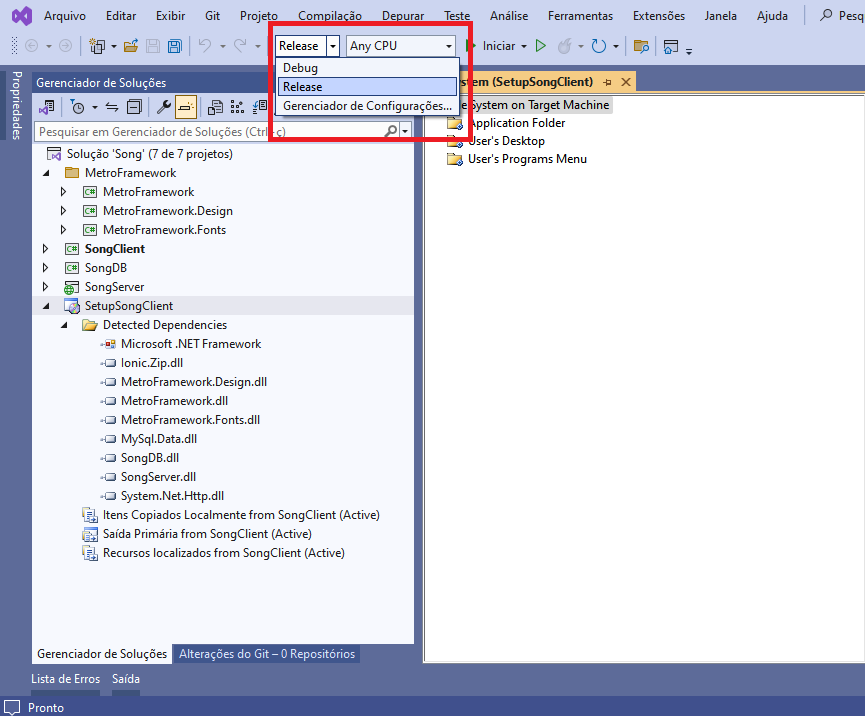 Arquivo Editar Exibir Git Projeto Compilação Depurar Teste Análise Ferramentas Extensões Janela Ajuda Pesq
Release Any CPU Iniciar
Debug
Release
Gerenciador de Configurações...
Propriedades
Gerenciador de Soluções
Pesquisar em Gerenciador de Soluções (Ctrl+ç)
Solução 'Song' (7 de 7 projetos)
MetroFramework
MetroFramework
MetroFramework.Design
MetroFramework.Fonts
SongClient
SongDB
SongServer
SetupSongClient
Detected Dependencies
Microsoft .NET Framework
Ionic.Zip.dll
MetroFramework.Design.dll
MetroFramework.dll
MetroFramework.Fonts.dll
MySql.Data.dll
SongDB.dll
SongServer.dll
System.Net.Http.dll
Itens Copiados Localmente from SongClient (Active)
Saída Primária from SongClient (Active)
Recursos localizados from SongClient (Active)
Gerenciador de Soluções Alterações do Git – 0 Repositórios
stem (SetupSongClient)
System on Target Machine
Application Folder
User's Desktop
User's Programs Menu
Lista de Erros Saída
Pronto